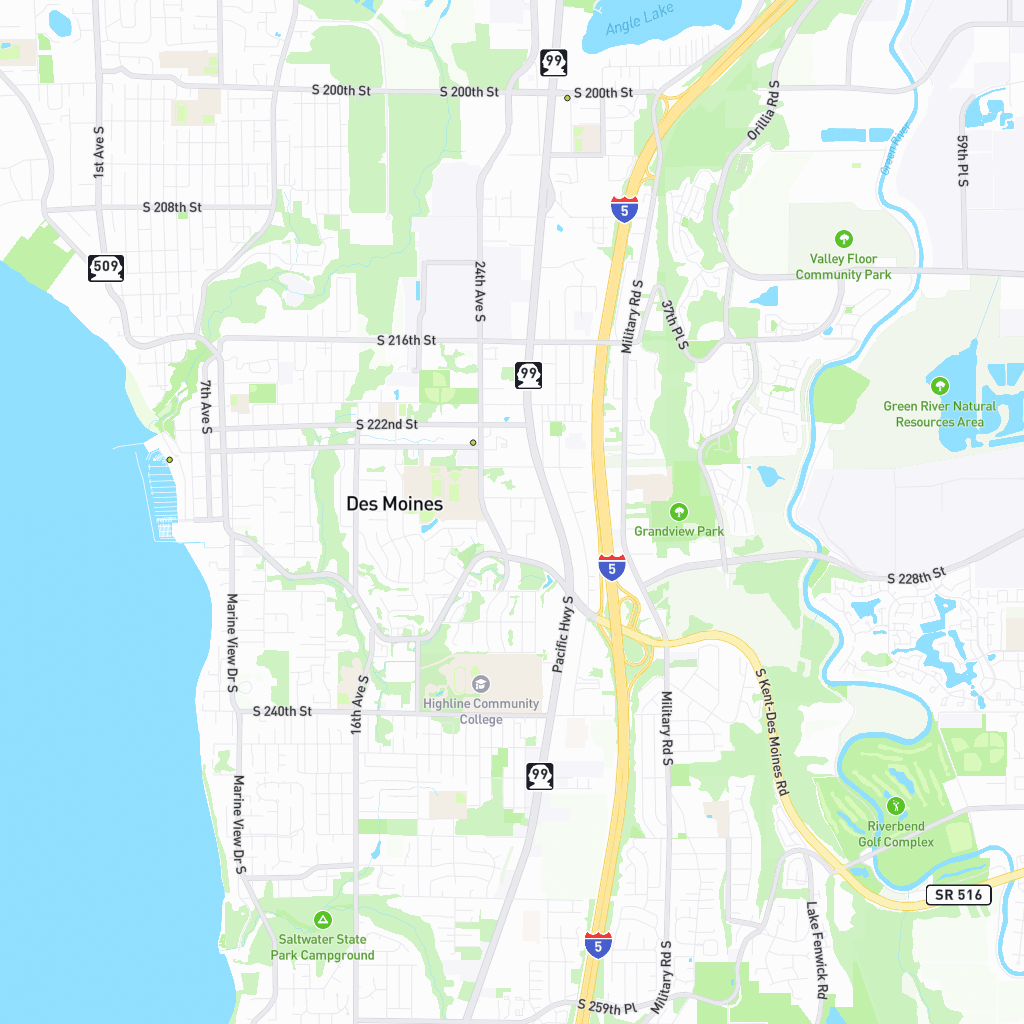 Angle Lake
99
S 200th St
S 200th St
S 200th St
Orillia Rd S
Green River
1st Ave S
59th Pl S
S 208th St
5
Valley Floor
Community Park
509
24th Ave S
Military Rd S
37th Pl S
S 216th St
99
7th Ave S
Green River Natural
Resources Area
S 222nd St
Des Moines
Grandview Park
5
S 228th St
Marine View Dr S
Pacific Hwy S
16th Ave S
Highline Community
College
S 240th St
Military Rd S
S Kent-Des Moines Rd
99
Marine View Dr S
Riverbend
Golf Complex
SR 516
Saltwater State
Park Campground
5
Lake Fenwick Rd
Military Rd S
S 259th Pl